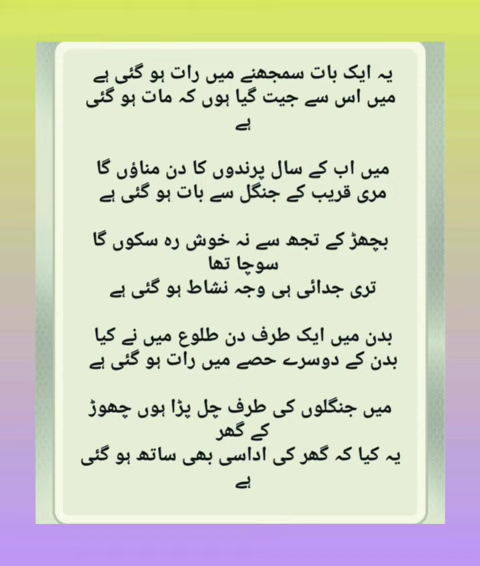 یہ ایک بات سمجھنے میں رات ہو گئی ہے
میں اس سے جیت گیا ہوں کہ مات ہو گئی
ہے
میں اب کے سال پرندوں کا دن مناؤں گا
مری قریب کے جنگل سے بات ہو گئی ہے
بچھڑ کے تجھ سے نہ خوش رہ سکوں گا
سوچا تھا
تری جدائی ہی وجہ نشاط ہو گئی ہے
بدن میں ایک طرف دن طلوع میں نے کیا
بدن کے دوسرے حصے میں رات ہو گئی ہے
میں جنگلوں کی طرف چل پڑا ہوں چھوڑ
کے گھر
یہ کیا کہ گھر کی اداسی بھی ساتھ ہو گئی
ہے